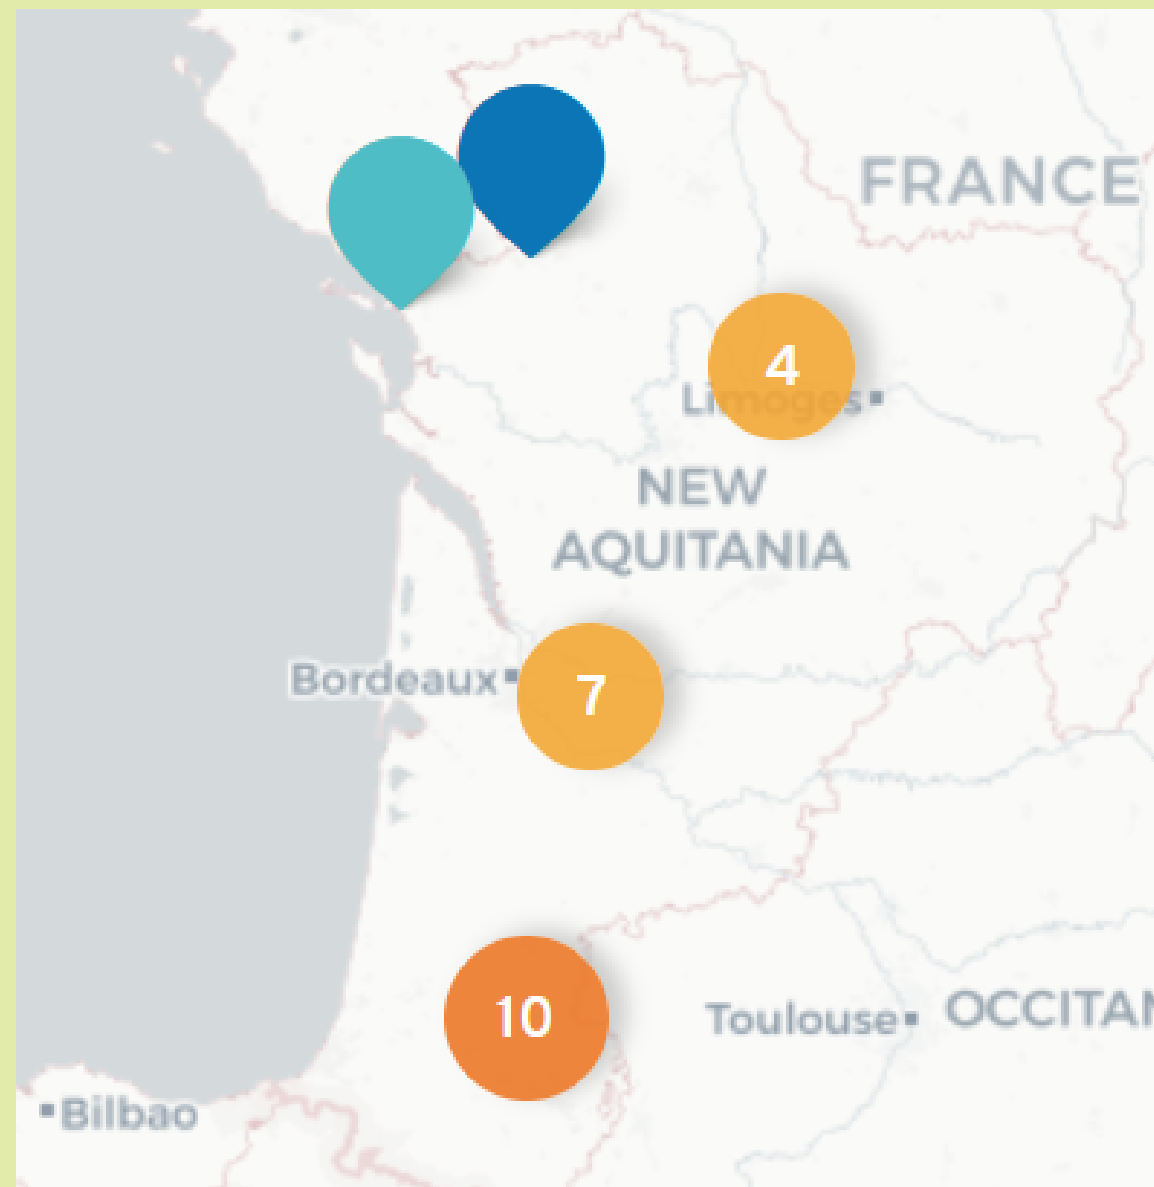 FRANCE
4
Limoges
NEW
AQUITANIA
Bordeaux
7
10
Toulouse
OCCITAN
Bilbao